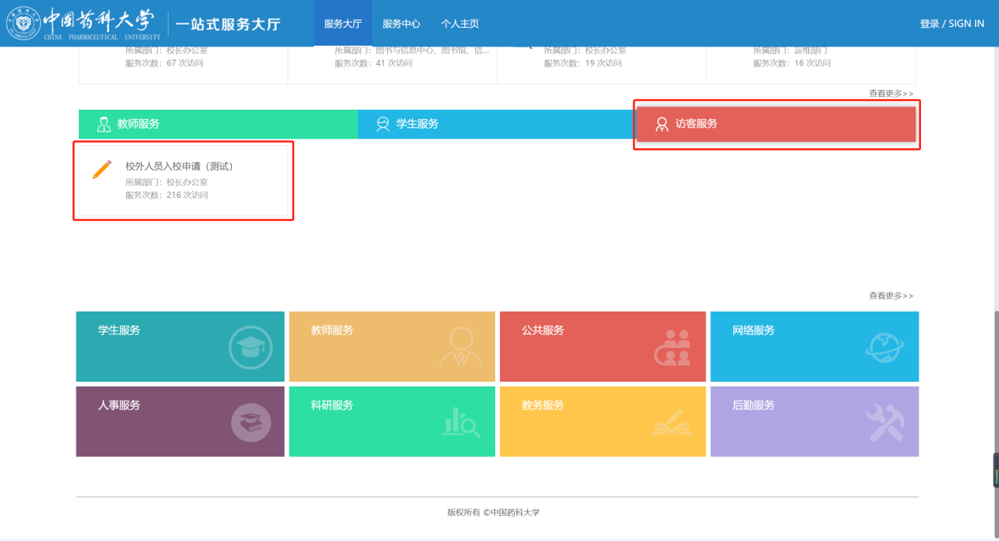 中国药科大学
CHINA PHARMACEUTICAL UNIVERSITY
一站式服务大厅
服务大厅
服务中心
个人主页
登录 / SIGN IN
所属部门：校长办公室
服务次数：67 次访问
所属部门：图书与信息中心、图书馆、信...
服务次数：41 次访问
所属部门：校长办公室
服务次数：19 次访问
所属部门：运维部门
服务次数：16 次访问
查看更多>>
教师服务
学生服务
访客服务
校外人员入校申请（测试）
所属部门：校长办公室
服务次数：216 次访问
查看更多>>
学生服务
教师服务
公共服务
网络服务
人事服务
科研服务
教务服务
后勤服务
版权所有 ©中国药科大学